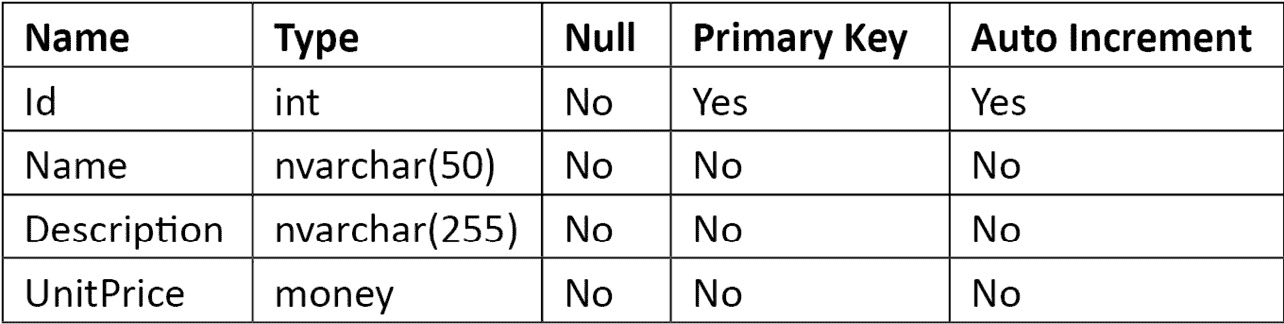 Name Type Null Primary Key Auto Increment
Id int No Yes Yes
Name nvarchar(50) No No No
Description nvarchar(255) No No No
UnitPrice money No No No